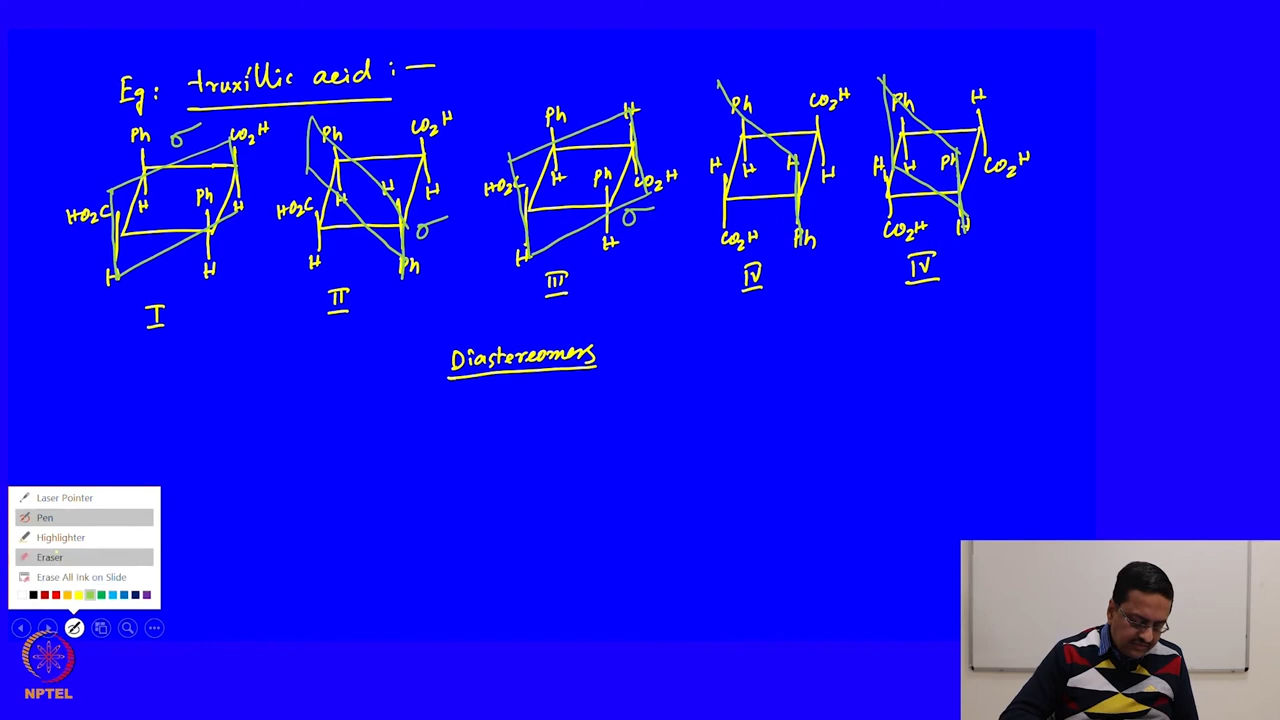 Eg: truxillic acid : —
Ph CO2H σ
HO2C H Ph H
H H
I
Ph CO2H
HO2C H H H
H Ph σ
II
Ph H
HO2C H Ph CO2H
H H σ
III
Ph CO2H
H H H H
CO2H Ph
IV
Ph H
H H Ph CO2H
CO2H H
IV
Diastereomers
Laser Pointer
Pen
Highlighter
Eraser
Erase All Ink on Slide
NPTEL